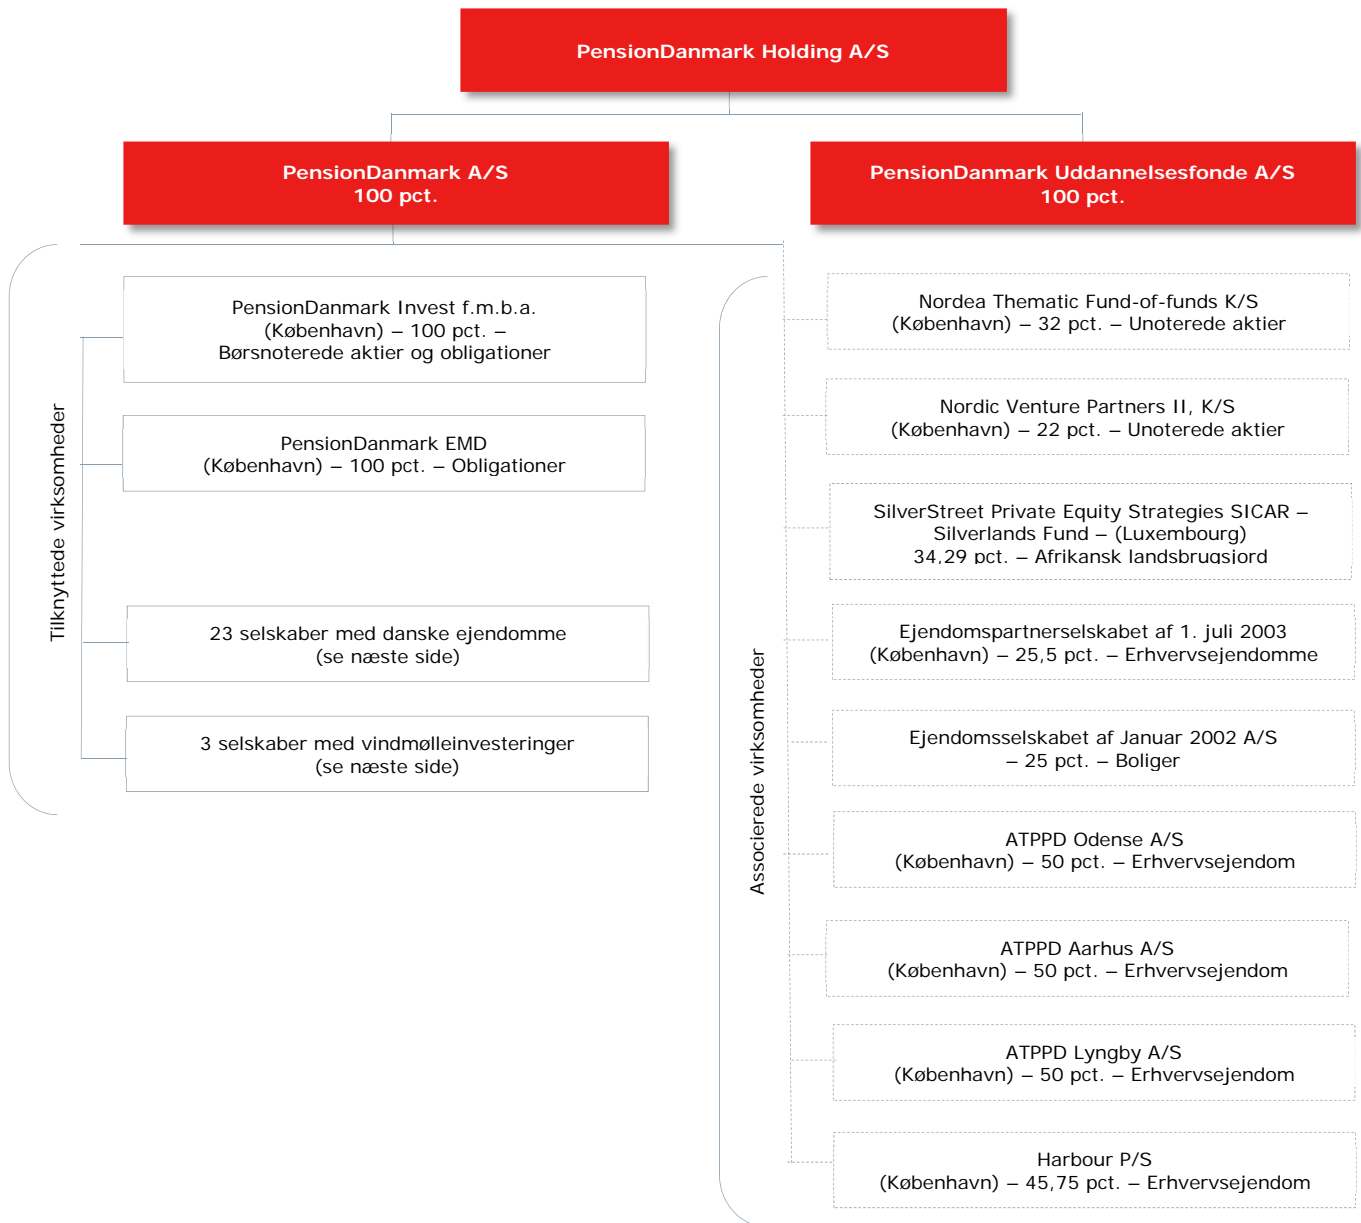 PensionDanmark Holding A/S
PensionDanmark A/S
100 pct.
PensionDanmark Uddannelsesfonde A/S
100 pct.
Tilknyttede virksomheder
PensionDanmark Invest f.m.b.a.
(København) – 100 pct. –
Børsnoterede aktier og obligationer
PensionDanmark EMD
(København) – 100 pct. – Obligationer
23 selskaber med danske ejendomme
(se næste side)
3 selskaber med vindmølleinvesteringer
(se næste side)
Associerede virksomheder
Nordea Thematic Fund-of-funds K/S
(København) – 32 pct. – Unoterede aktier
Nordic Venture Partners II, K/S
(København) – 22 pct. – Unoterede aktier
SilverStreet Private Equity Strategies SICAR –
Silverlands Fund – (Luxembourg)
34,29 pct. – Afrikansk landsbrugsjord
Ejendomspartnerselskabet af 1. juli 2003
(København) – 25,5 pct. – Erhvervsejendomme
Ejendomsselskabet af Januar 2002 A/S
– 25 pct. – Boliger
ATPPD Odense A/S
(København) – 50 pct. – Erhvervsejendom
ATPPD Aarhus A/S
(København) – 50 pct. – Erhvervsejendom
ATPPD Lyngby A/S
(København) – 50 pct. – Erhvervsejendom
Harbour P/S
(København) – 45,75 pct. – Erhvervsejendom